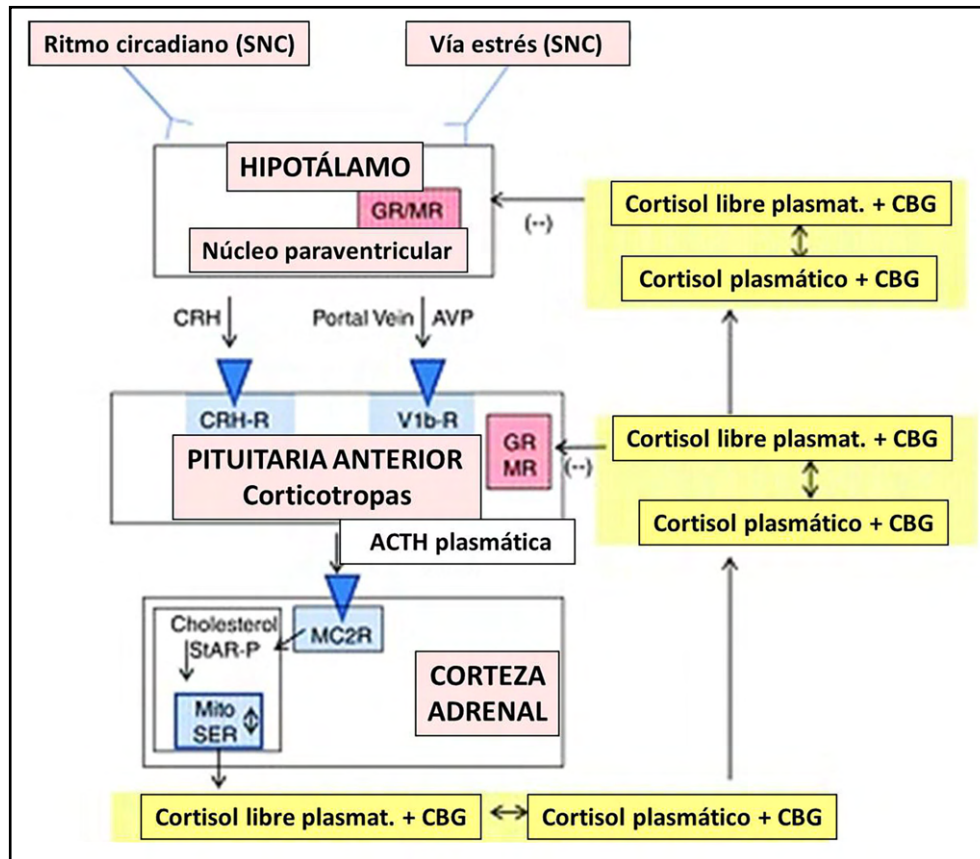 Ritmo circadiano (SNC)
Vía estrés (SNC)
HIPOTÁLAMO
GR/MR
Núcleo paraventricular
(--)
Cortisol libre plasmat. + CBG
Cortisol plasmático + CBG
CRH
Portal Vein
AVP
CRH-R
V1b-R
GR
MR
(--)
PITUITARIA ANTERIOR
Corticotropas
Cortisol libre plasmat. + CBG
Cortisol plasmático + CBG
ACTH plasmática
Cholesterol
StAR-P
MC2R
Mito
SER
CORTEZA
ADRENAL
Cortisol libre plasmat. + CBG
Cortisol plasmático + CBG